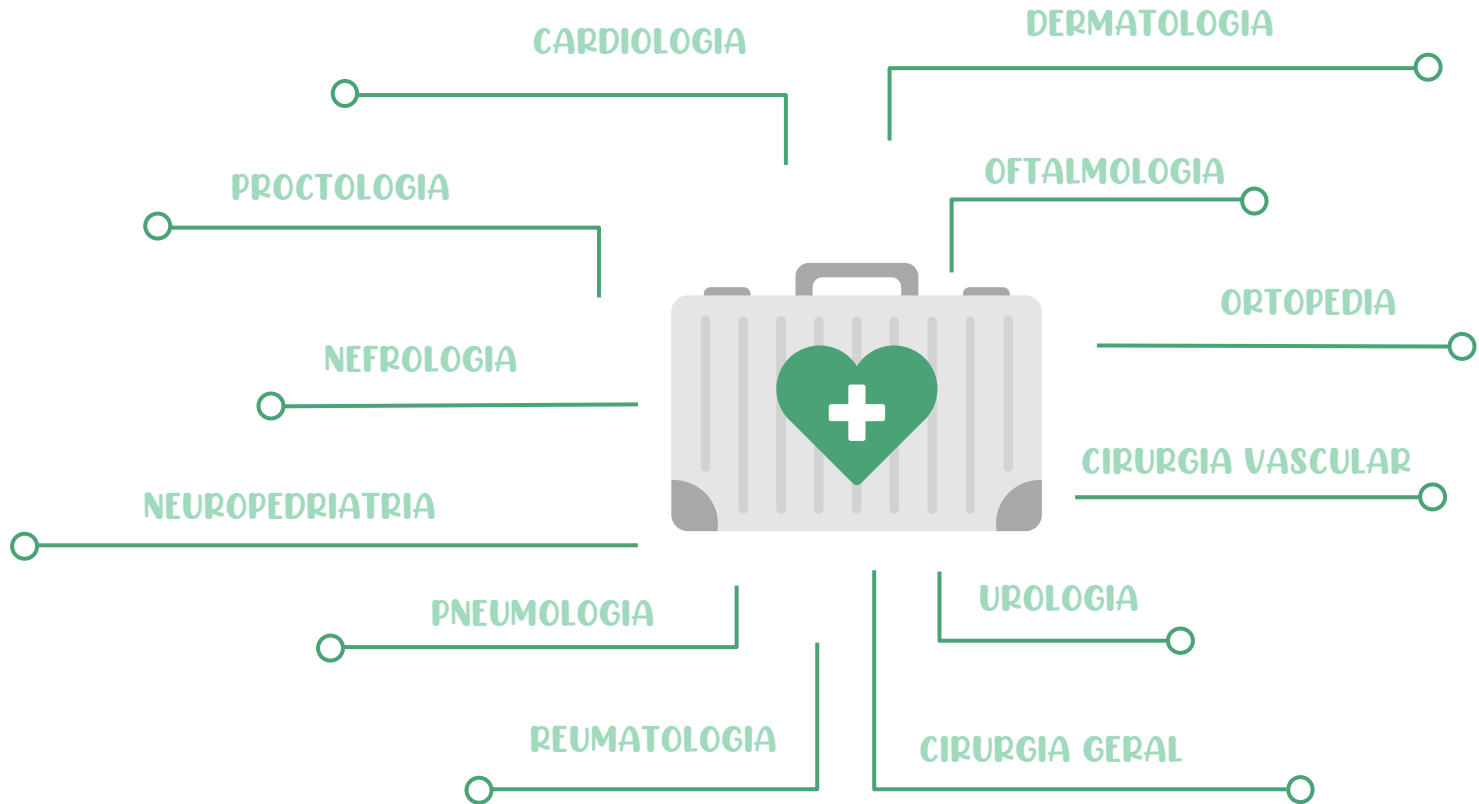 DERMATOLOGIA
CARDIOLOGIA
OFTALMOLOGIA
PROCTOLOGIA
ORTOPEDIA
NEFROLOGIA
CIRURGIA VASCULAR
NEUROPEDRIATRIA
UROLOGIA
PNEUMOLOGIA
REUMATOLOGIA
CIRURGIA GERAL